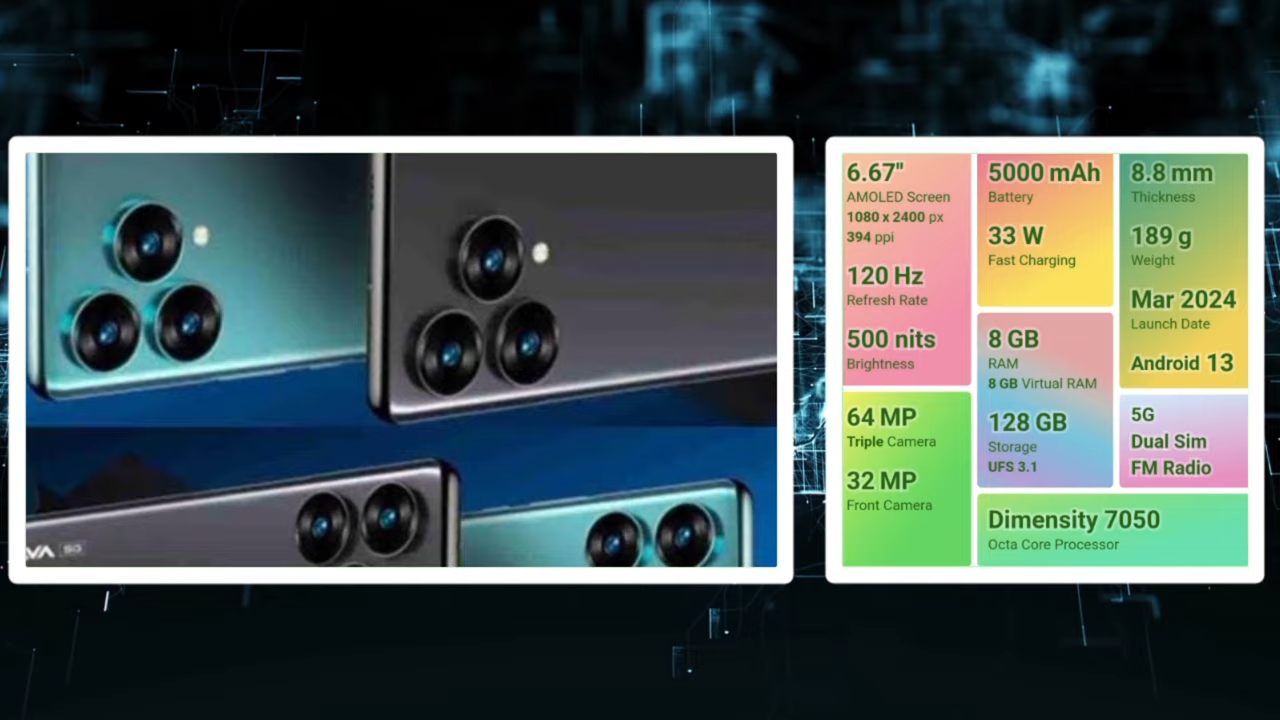 VA 5G
6.67"
AMOLED Screen
1080 x 2400 px
394 ppi
120 Hz
Refresh Rate
500 nits
Brightness
64 MP
Triple Camera
32 MP
Front Camera
5000 mAh
Battery
33 W
Fast Charging
8 GB
RAM
8 GB Virtual RAM
128 GB
Storage
UFS 3.1
8.8 mm
Thickness
189 g
Weight
Mar 2024
Launch Date
Android 13
5G
Dual Sim
FM Radio
Dimensity 7050
Octa Core Processor